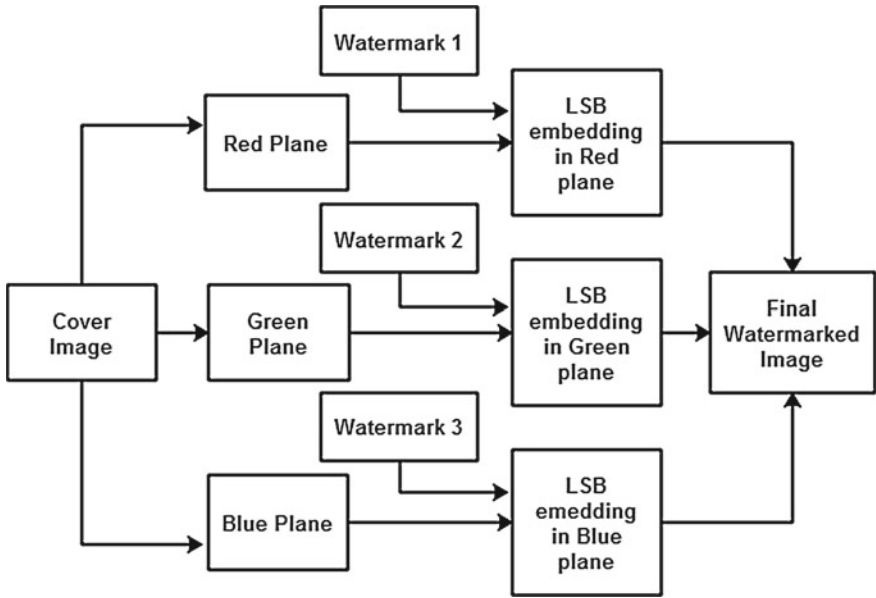 Watermark 1
LSB
embedding
in Red
plane
Red Plane
Watermark 2
LSB
embedding
in Green
plane
Cover
Image
Green
Plane
Final
Watermarked
Image
Watermark 3
LSB
emedding
in Blue
plane
Blue Plane